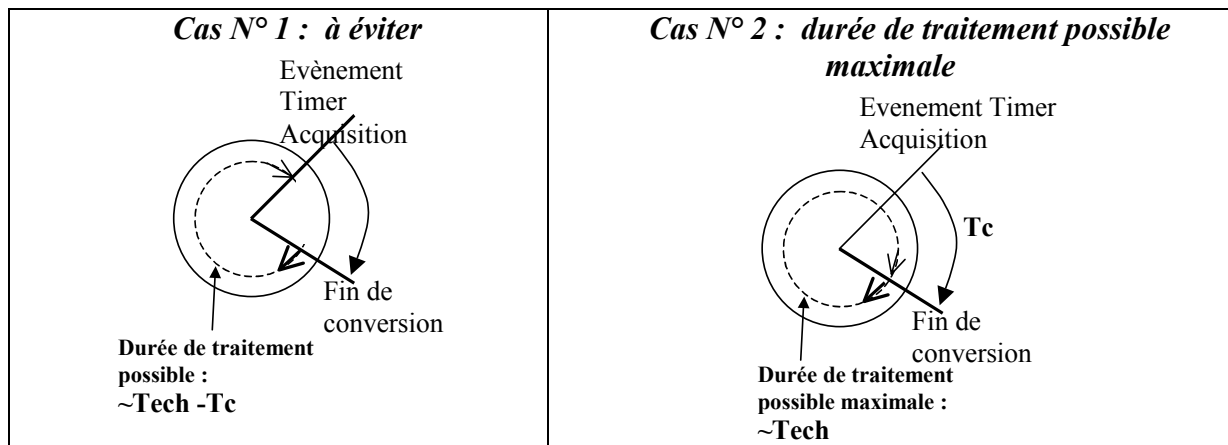 Cas N° 1 : à éviter
Evènement
Timer
Acquisition
Fin de
conversion
Durée de traitement
possible :
~Tech -Tc
Cas N° 2 : durée de traitement possible
maximale
Evenement Timer
Acquisition
Tc
Fin de
conversion
Durée de traitement
possible maximale :
~Tech